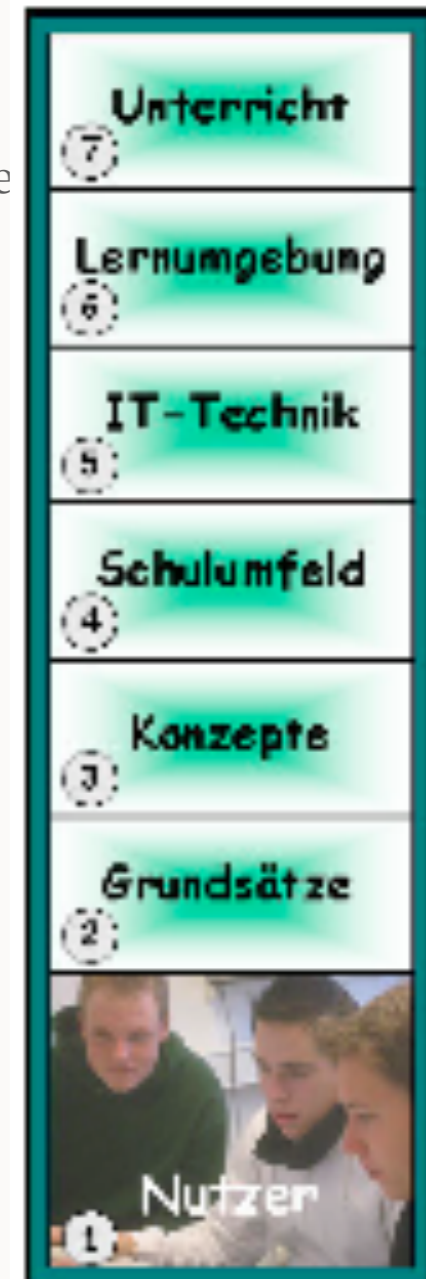 Unterricht
7
e
Lernumgebung
6
IT-Technik
5
Schulumfeld
4
Konzepte
3
Grundsätze
2
Nutzer
1